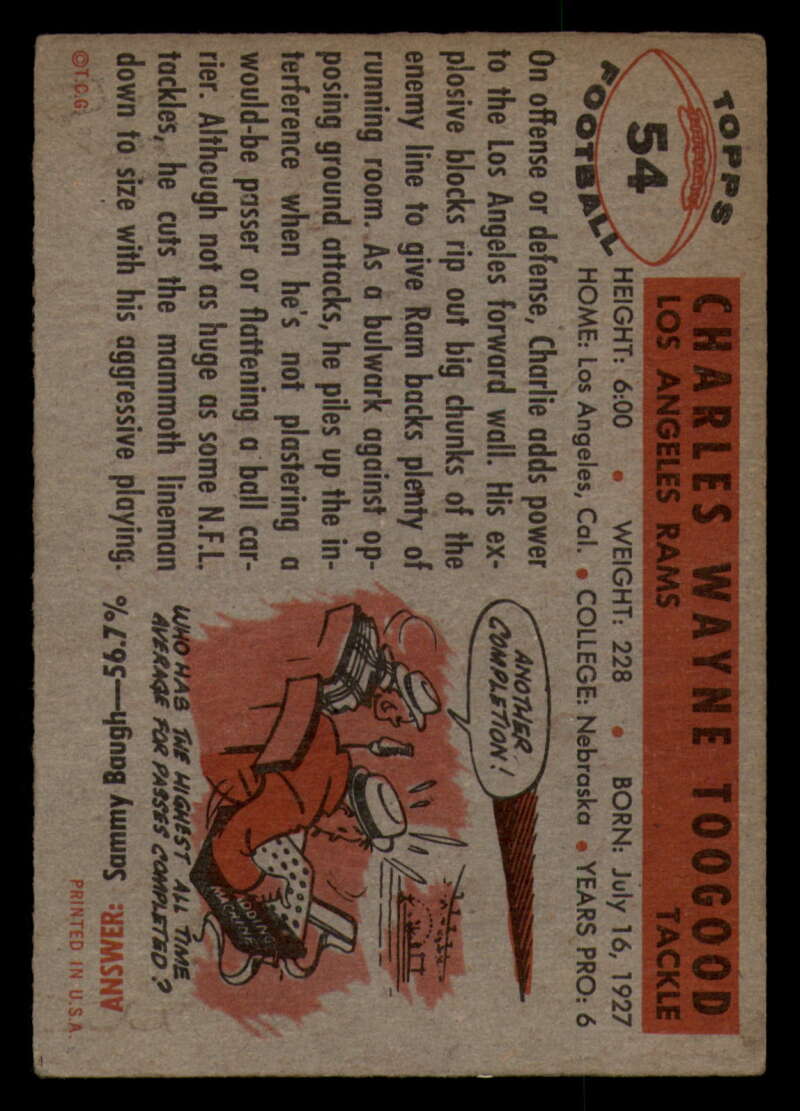 TOPPS
54
FOOTBALL
CHARLES WAYNE TOOGOOD
LOS ANGELES RAMS TACKLE
HEIGHT: 6:00 • WEIGHT: 228 • BORN: July 16, 1927
HOME: Los Angeles, Cal. • COLLEGE: Nebraska • YEARS PRO: 6
On offense or defense, Charlie adds power
to the Los Angeles forward wall. His ex-
plosive blocks rip out big chunks of the
enemy line to give Ram backs plenty of
running room. As a bulwark against op-
posing ground attacks, he piles up the in-
terference when he's not plastering a
would-be passer or flattening a ball car-
rier. Although not as huge as some N.F.L.
tackles, he cuts the mammoth lineman
down to size with his aggressive playing.
©T.C.G.
ANOTHER
COMPLETION!
ADDING
MACHINE
WHO HAS THE HIGHEST ALL TIME
AVERAGE FOR PASSES COMPLETED?
ANSWER: Sammy Baugh—56.7%
PRINTED IN U.S.A.